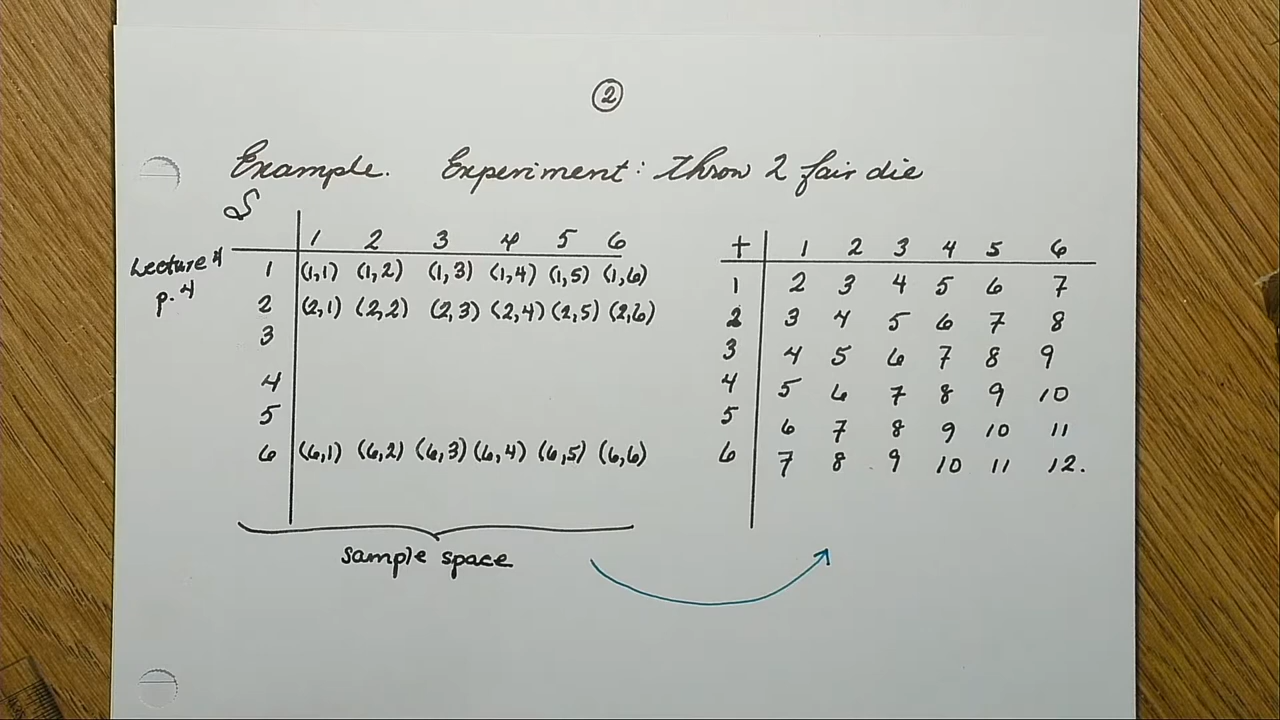 ②
Example. Experiment: Throw 2 fair die
S
1 2 3 4 5 6
Lecture 4
p. 4
1 (1,1) (1,2) (1,3) (1,4) (1,5) (1,6)
2 (2,1) (2,2) (2,3) (2,4) (2,5) (2,6)
3
4
5
6 (6,1) (6,2) (6,3) (6,4) (6,5) (6,6)
sample space
+ 1 2 3 4 5 6
1 2 3 4 5 6 7
2 3 4 5 6 7 8
3 4 5 6 7 8 9
4 5 6 7 8 9 10
5 6 7 8 9 10 11
6 7 8 9 10 11 12.